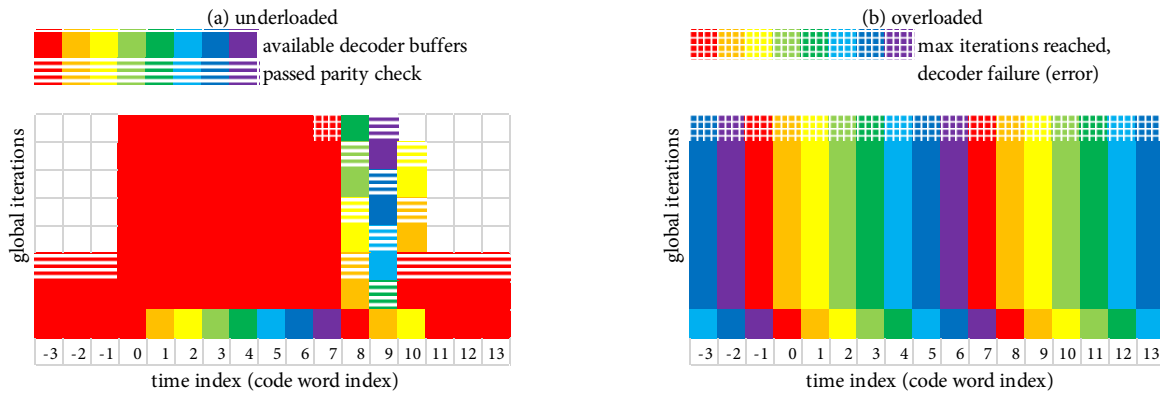 (a) underloaded
available decoder buffers
passed parity check
global iterations
-3 -2 -1 0 1 2 3 4 5 6 7 8 9 10 11 12 13
time index (code word index)
(b) overloaded
max iterations reached,
decoder failure (error)
global iterations
-3 -2 -1 0 1 2 3 4 5 6 7 8 9 10 11 12 13
time index (code word index)